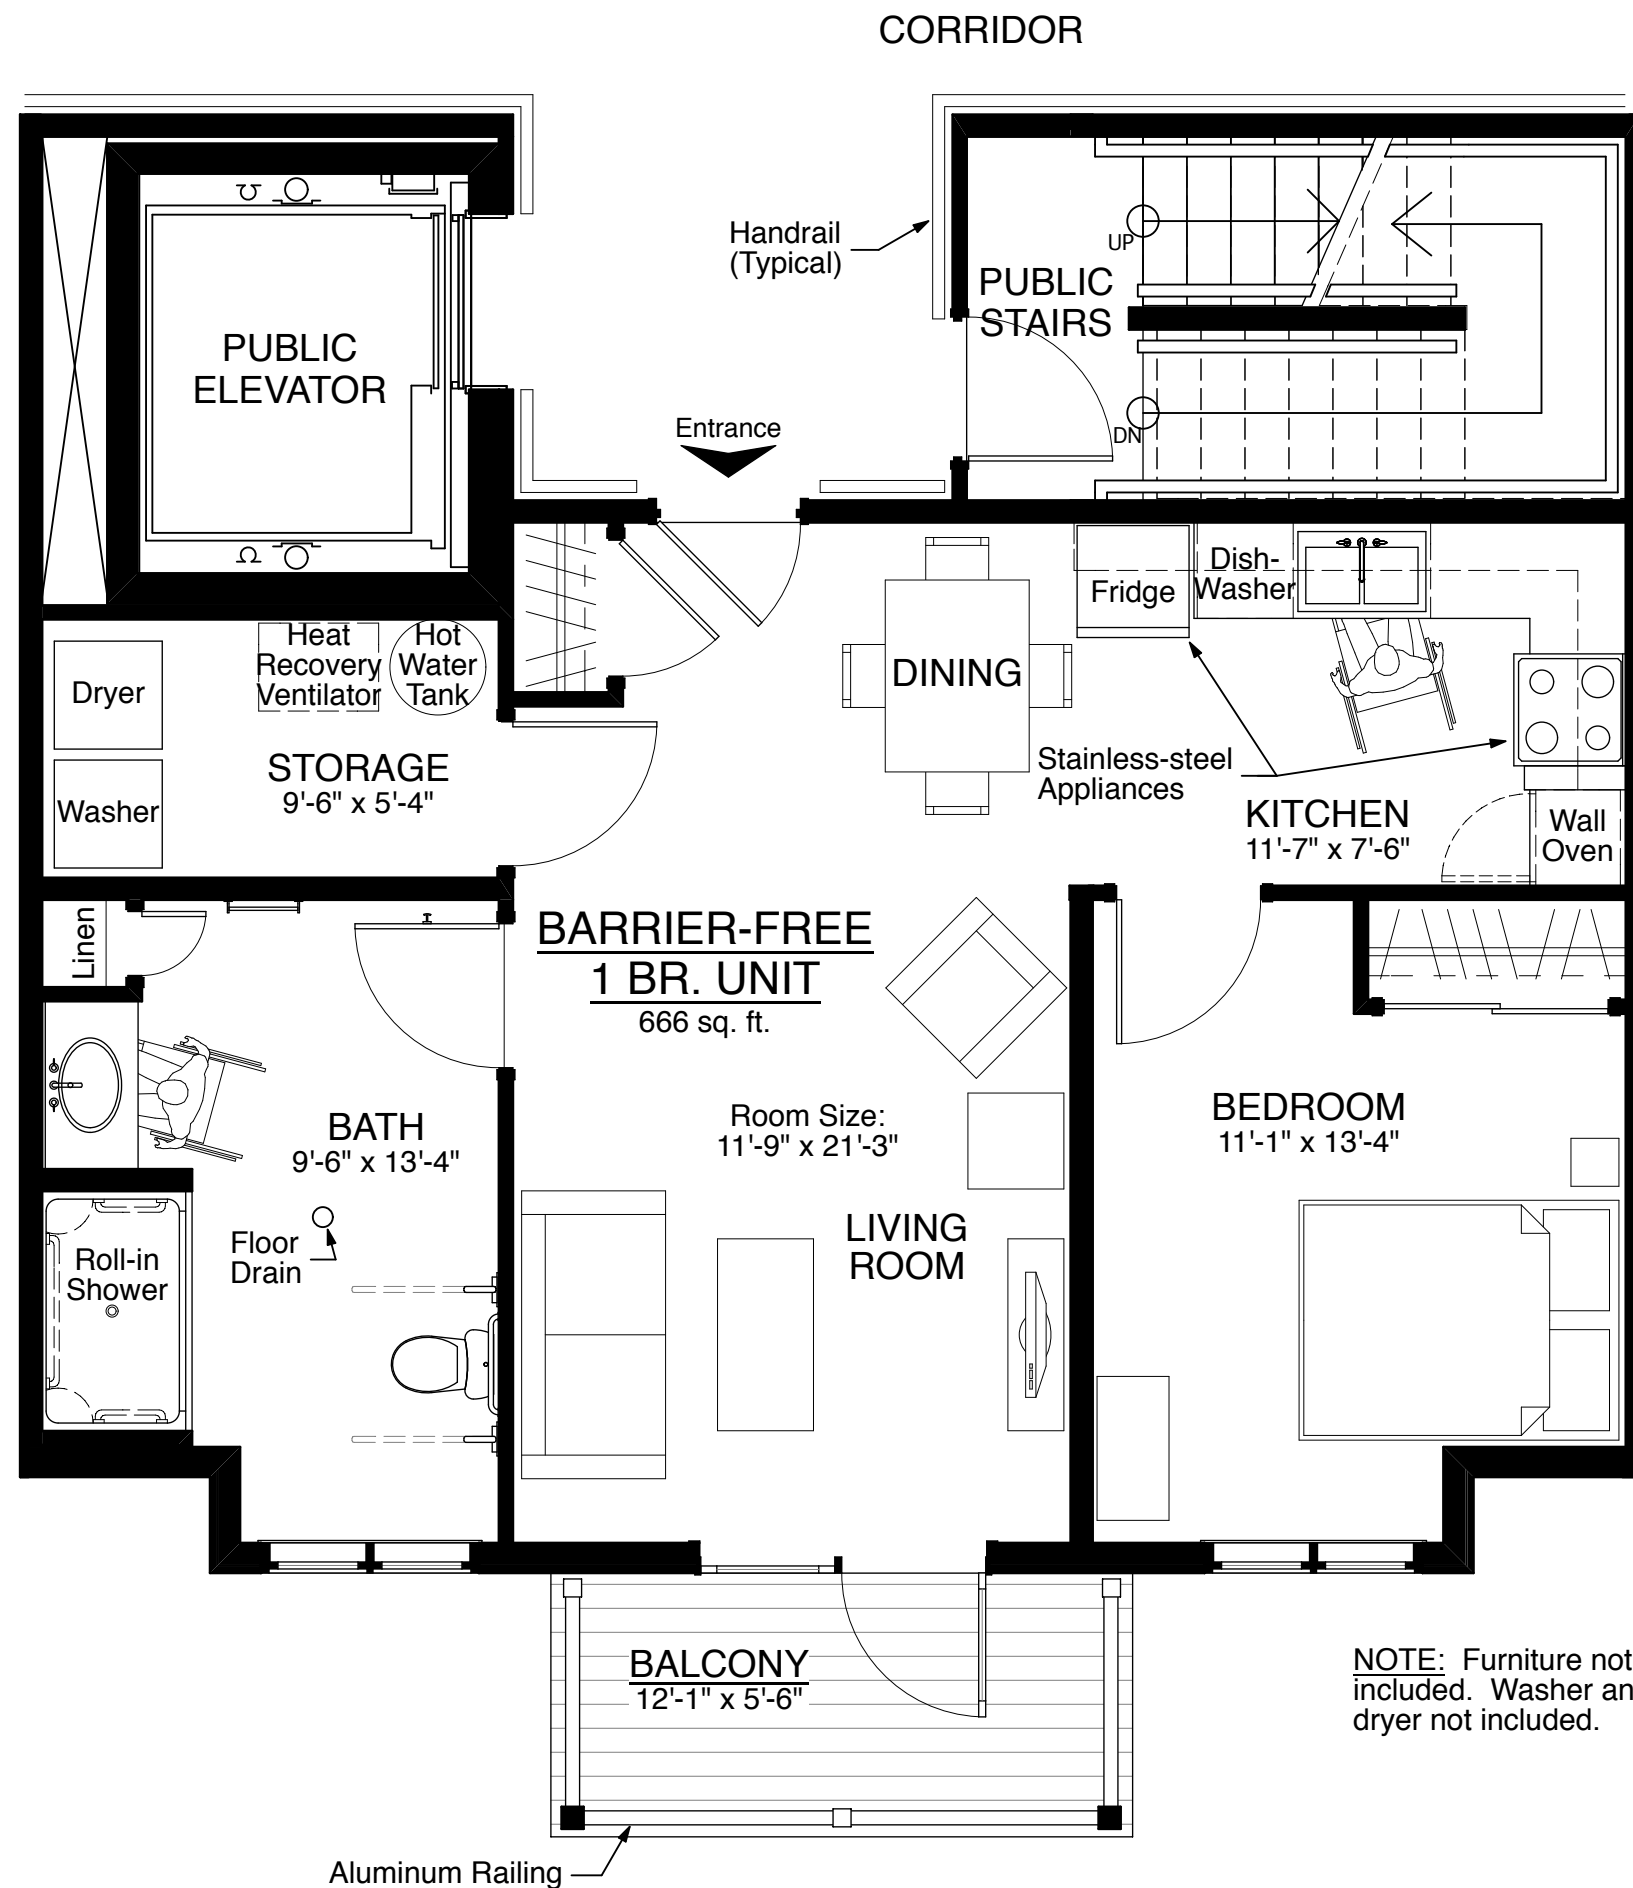 CORRIDOR
Handrail
(Typical)
UP
PUBLIC
STAIRS
DN
PUBLIC
ELEVATOR
Entrance
Heat
Recovery
Ventilator
Hot
Water
Tank
Dryer
Washer
STORAGE
9'-6" x 5'-4"
DINING
Fridge
Dish-
Washer
Stainless-steel
Appliances
KITCHEN
11'-7" x 7'-6"
Wall
Oven
Linen
BARRIER-FREE
1 BR. UNIT
666 sq. ft.
BATH
9'-6" x 13'-4"
Room Size:
11'-9" x 21'-3"
BEDROOM
11'-1" x 13'-4"
Floor
Drain
Roll-in
Shower
LIVING
ROOM
BALCONY
12'-1" x 5'-6"
NOTE: Furniture not
included. Washer an
dryer not included.
Aluminum Railing